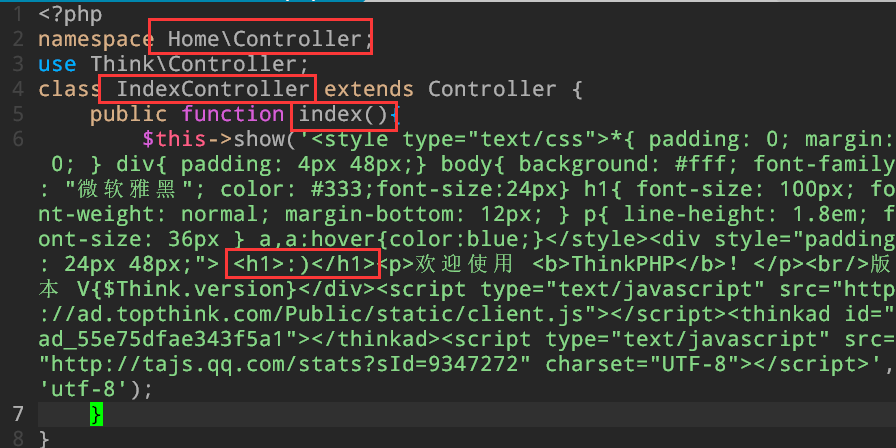 1 <?php
2 namespace Home\Controller;
3 use Think\Controller;
4 class IndexController extends Controller {
5 public function index(){
6 $this->show('<style type="text/css">*{ padding: 0; margin:
0; } div{ padding: 4px 48px;} body{ background: #fff; font-family
: "微软雅黑"; color: #333;font-size:24px} h1{ font-size: 100px; fo
nt-weight: normal; margin-bottom: 12px; } p{ line-height: 1.8em; f
ont-size: 36px } a,a:hover{color:blue;}</style><div style="padding
: 24px 48px;"> <h1>:)</h1><p>欢迎使用 <b>ThinkPHP</b>! </p><br/>版
本 V{$Think.version}</div><script type="text/javascript" src="http
://ad.topthink.com/Public/static/client.js"></script><thinkad id="
ad_55e75dfae343f5a1"></thinkad><script type="text/javascript" src=
"http://tajs.qq.com/stats?sId=9347272" charset="UTF-8"></script>',
'utf-8');
7 }
8 }